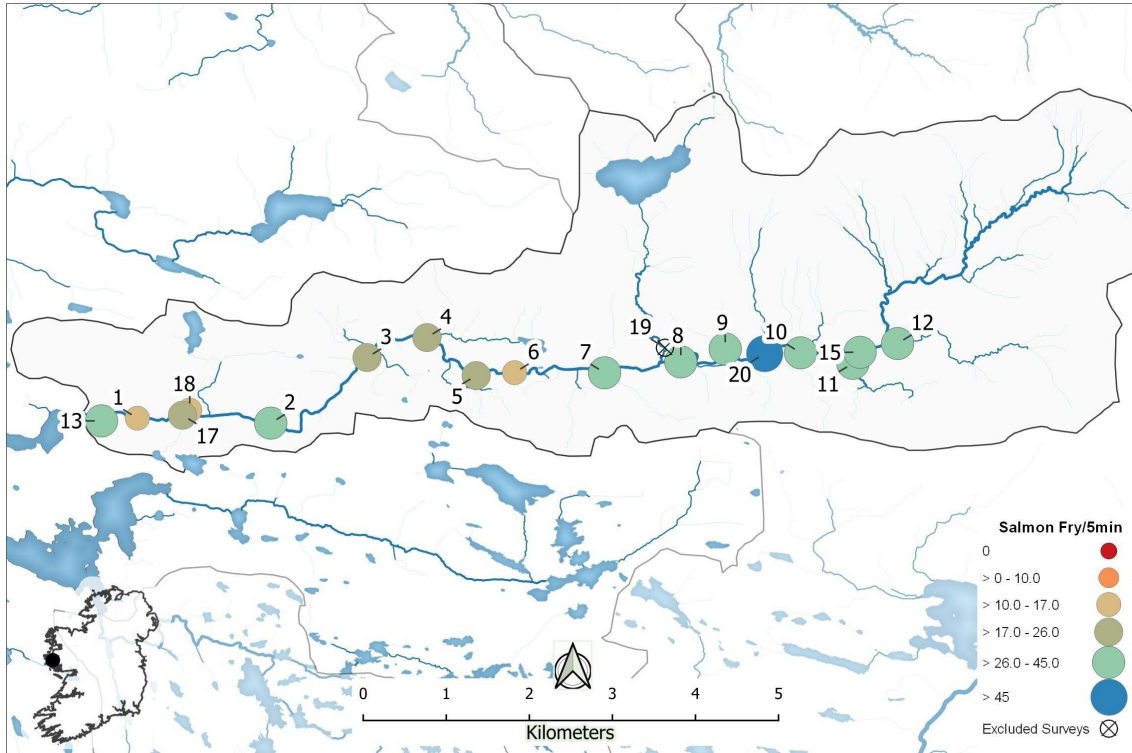 4
3
9
12
19
8
10
15
6
7
20
11
5
18
1
2
13
17
Salmon Fry/5min
0
> 0 - 10.0
> 10.0 - 17.0
> 17.0 - 26.0
> 26.0 - 45.0
> 45
Excluded Surveys
0 1 2 3 4 5
Kilometers